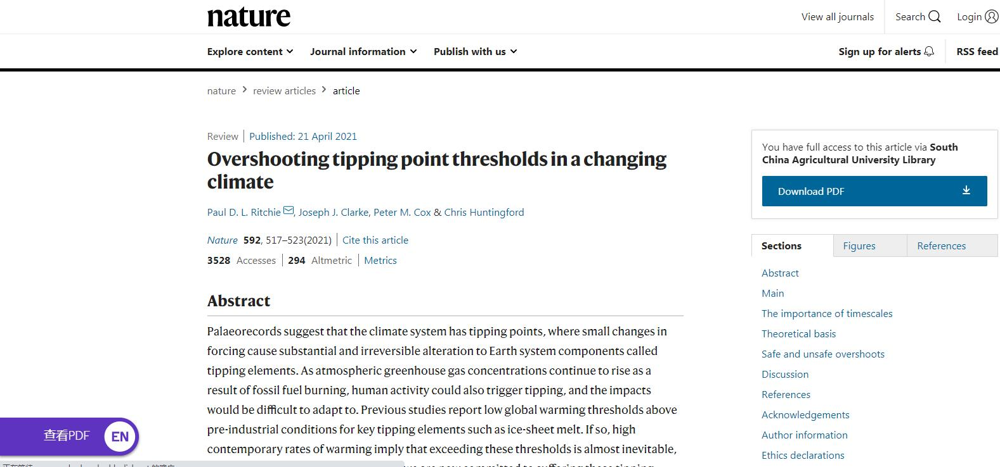 nature
View all journals
Search
Login
Explore content
Journal information
Publish with us
Sign up for alerts
RSS feed
nature > review articles > article
Review | Published: 21 April 2021
Overshooting tipping point thresholds in a changing
climate
Paul D. L. Ritchie, Joseph J. Clarke, Peter M. Cox & Chris Huntingford
Nature 592, 517–523(2021) | Cite this article
3528 Accesses | 294 Altmetric | Metrics
Abstract
Palaeorecords suggest that the climate system has tipping points, where small changes in
forcing cause substantial and irreversible alteration to Earth system components called
tipping elements. As atmospheric greenhouse gas concentrations continue to rise as a
result of fossil fuel burning, human activity could also trigger tipping, and the impacts
would be difficult to adapt to. Previous studies report low global warming thresholds above
pre-industrial conditions for key tipping elements such as ice-sheet melt. If so, high
contemporary rates of warming imply that exceeding these thresholds is almost inevitable,
You have full access to this article via South
China Agricultural University Library
Download PDF
Sections
Figures
References
Abstract
Main
The importance of timescales
Theoretical basis
Safe and unsafe overshoots
Discussion
References
Acknowledgements
Author information
Ethics declarations
查看PDF
EN